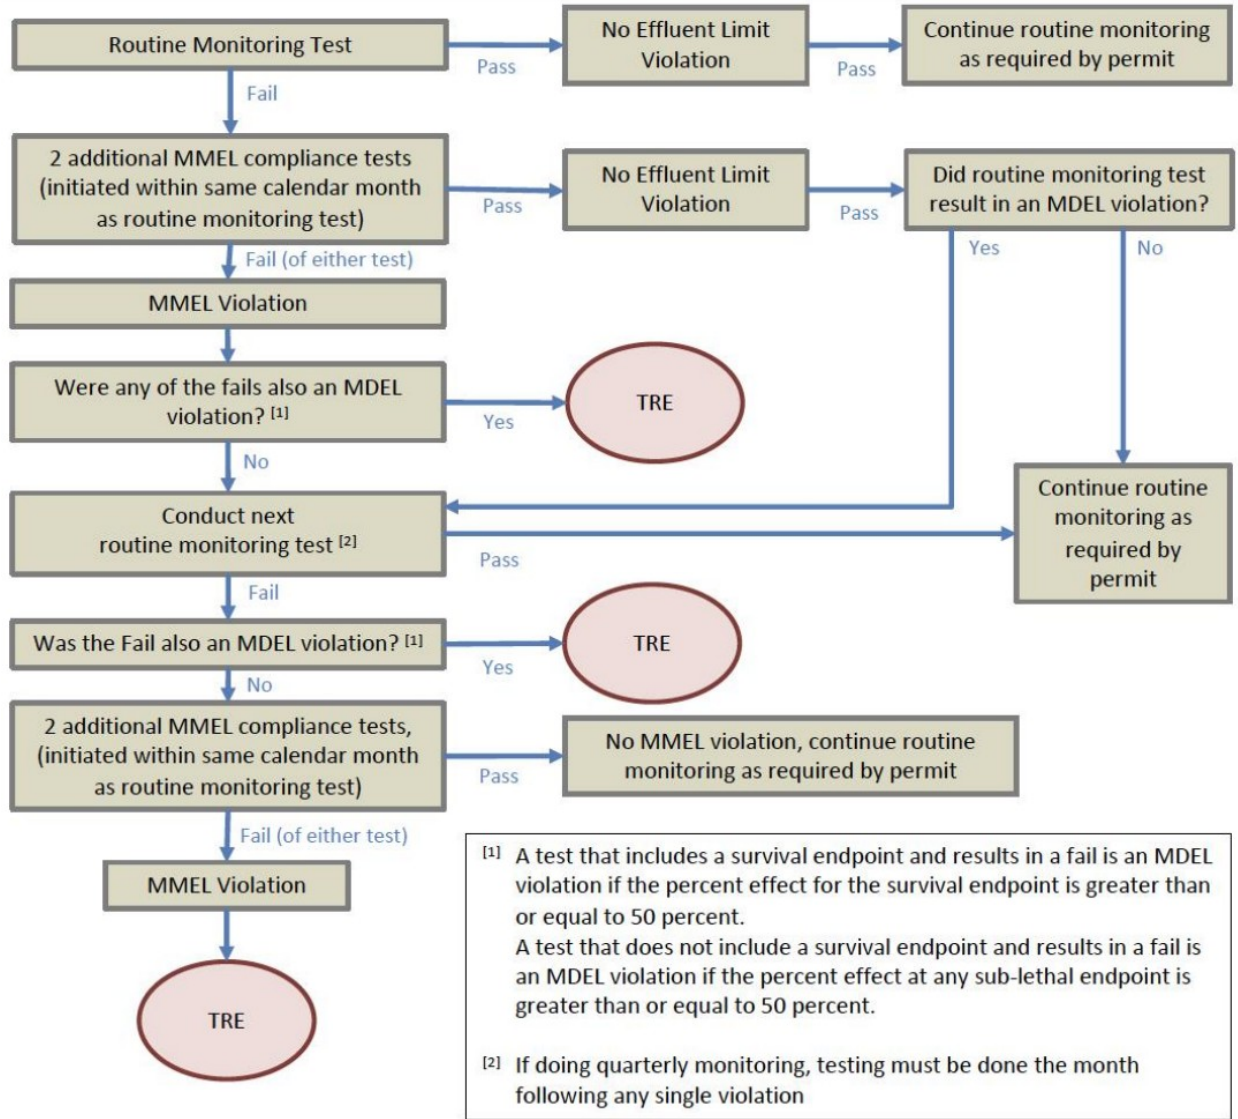 Routine Monitoring Test
Pass
No Effluent Limit
Violation
Pass
Continue routine monitoring
as required by permit
Fail
2 additional MMEL compliance tests
(initiated within same calendar month
as routine monitoring test)
Pass
No Effluent Limit
Violation
Pass
Did routine monitoring test
result in an MDEL violation?
Yes
No
Fail (of either test)
MMEL Violation
Were any of the fails also an MDEL
violation? [1]
Yes
TRE
No
Conduct next
routine monitoring test [2]
Pass
Continue routine
monitoring as
required by
permit
Fail
Was the Fail also an MDEL violation? [1]
Yes
TRE
No
2 additional MMEL compliance tests,
(initiated within same calendar month
as routine monitoring test)
Pass
No MMEL violation, continue routine
monitoring as required by permit
Fail (of either test)
MMEL Violation
TRE
[1] A test that includes a survival endpoint and results in a fail is an MDEL
violation if the percent effect for the survival endpoint is greater than
or equal to 50 percent.
A test that does not include a survival endpoint and results in a fail is
an MDEL violation if the percent effect at any sub-lethal endpoint is
greater than or equal to 50 percent.
[2] If doing quarterly monitoring, testing must be done the month
following any single violation